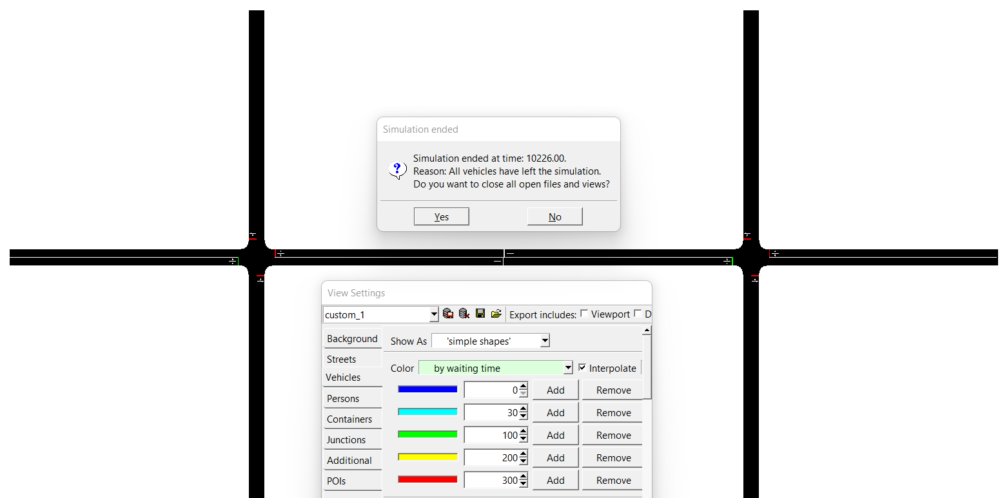 Simulation ended
?
Simulation ended at time: 10226.00.
Reason: All vehicles have left the simulation.
Do you want to close all open files and views?
Yes No
View Settings
custom_1 Export includes: Viewport D
Background
Streets
Vehicles
Persons
Containers
Junctions
Additional
POIs
Show As 'simple shapes'
Color by waiting time Interpolate
0 Add Remove
30 Add Remove
100 Add Remove
200 Add Remove
300 Add Remove